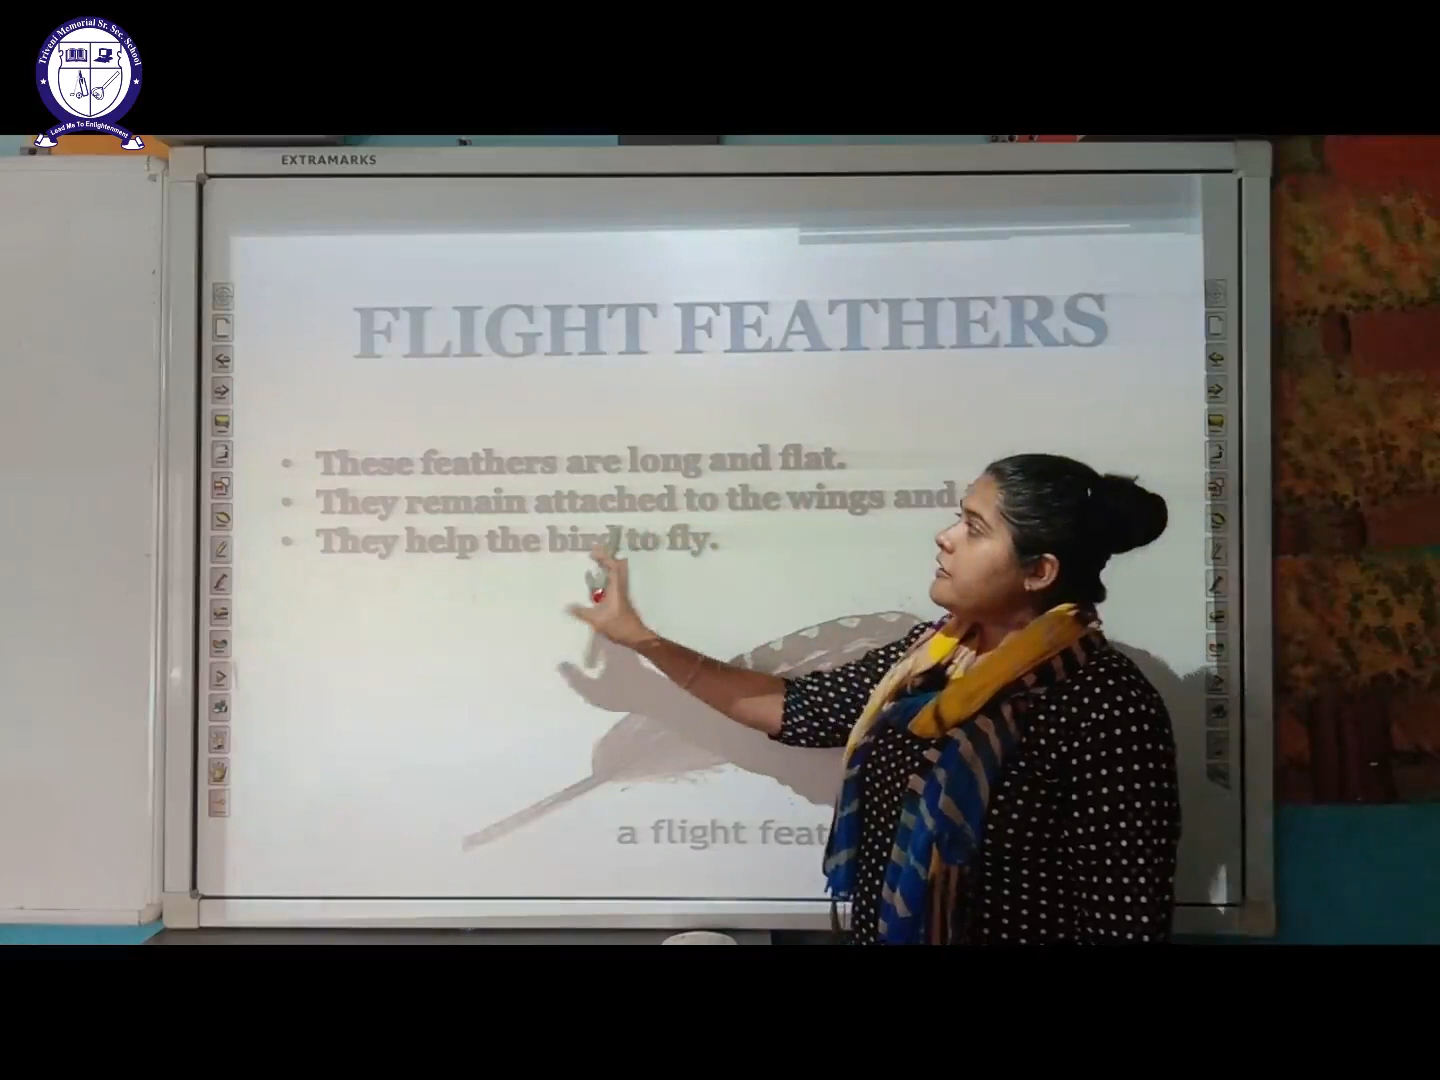 Triveni Memorial Sr. Sec. School
Lead Me To Enlightenment
EXTRAMARKS
FLIGHT FEATHERS
• These feathers are long and flat.
• They remain attached to the wings and
• They help the bird to fly.
a flight